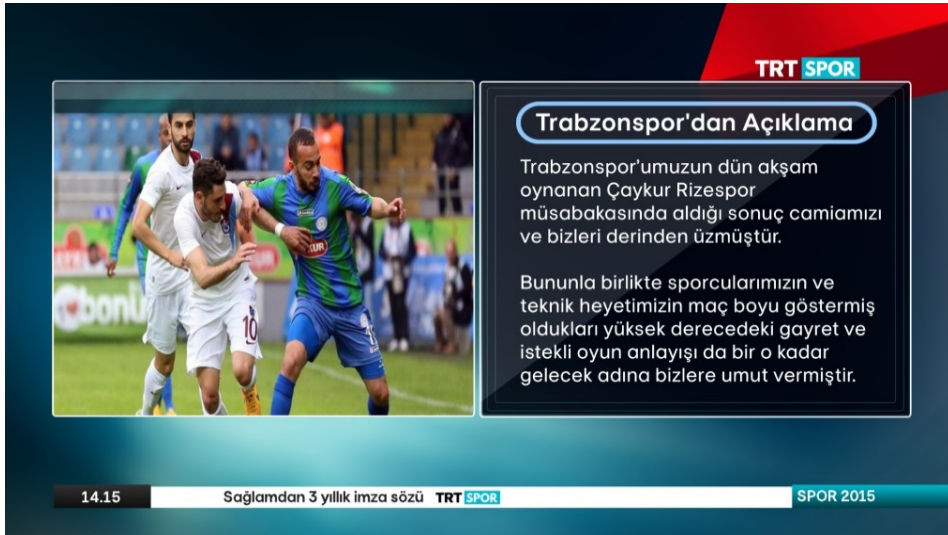 TRT SPOR
Trabzonspor'dan Açıklama
Trabzonspor'umuzun dün akşam
oynanan Çaykur Rizespor
müsabakasında aldığı sonuç camiamızı
ve bizleri derinden üzmüştür.
Bununla birlikte sporcularımızın ve
teknik heyetimizin maç boyu göstermiş
oldukları yüksek derecedeki gayret ve
istekli oyun anlayışı da bir o kadar
gelecek adına bizlere umut vermiştir.
bonu
10
14.15
Sağlamdan 3 yıllık imza sözü TRT SPOR
SPOR 2015